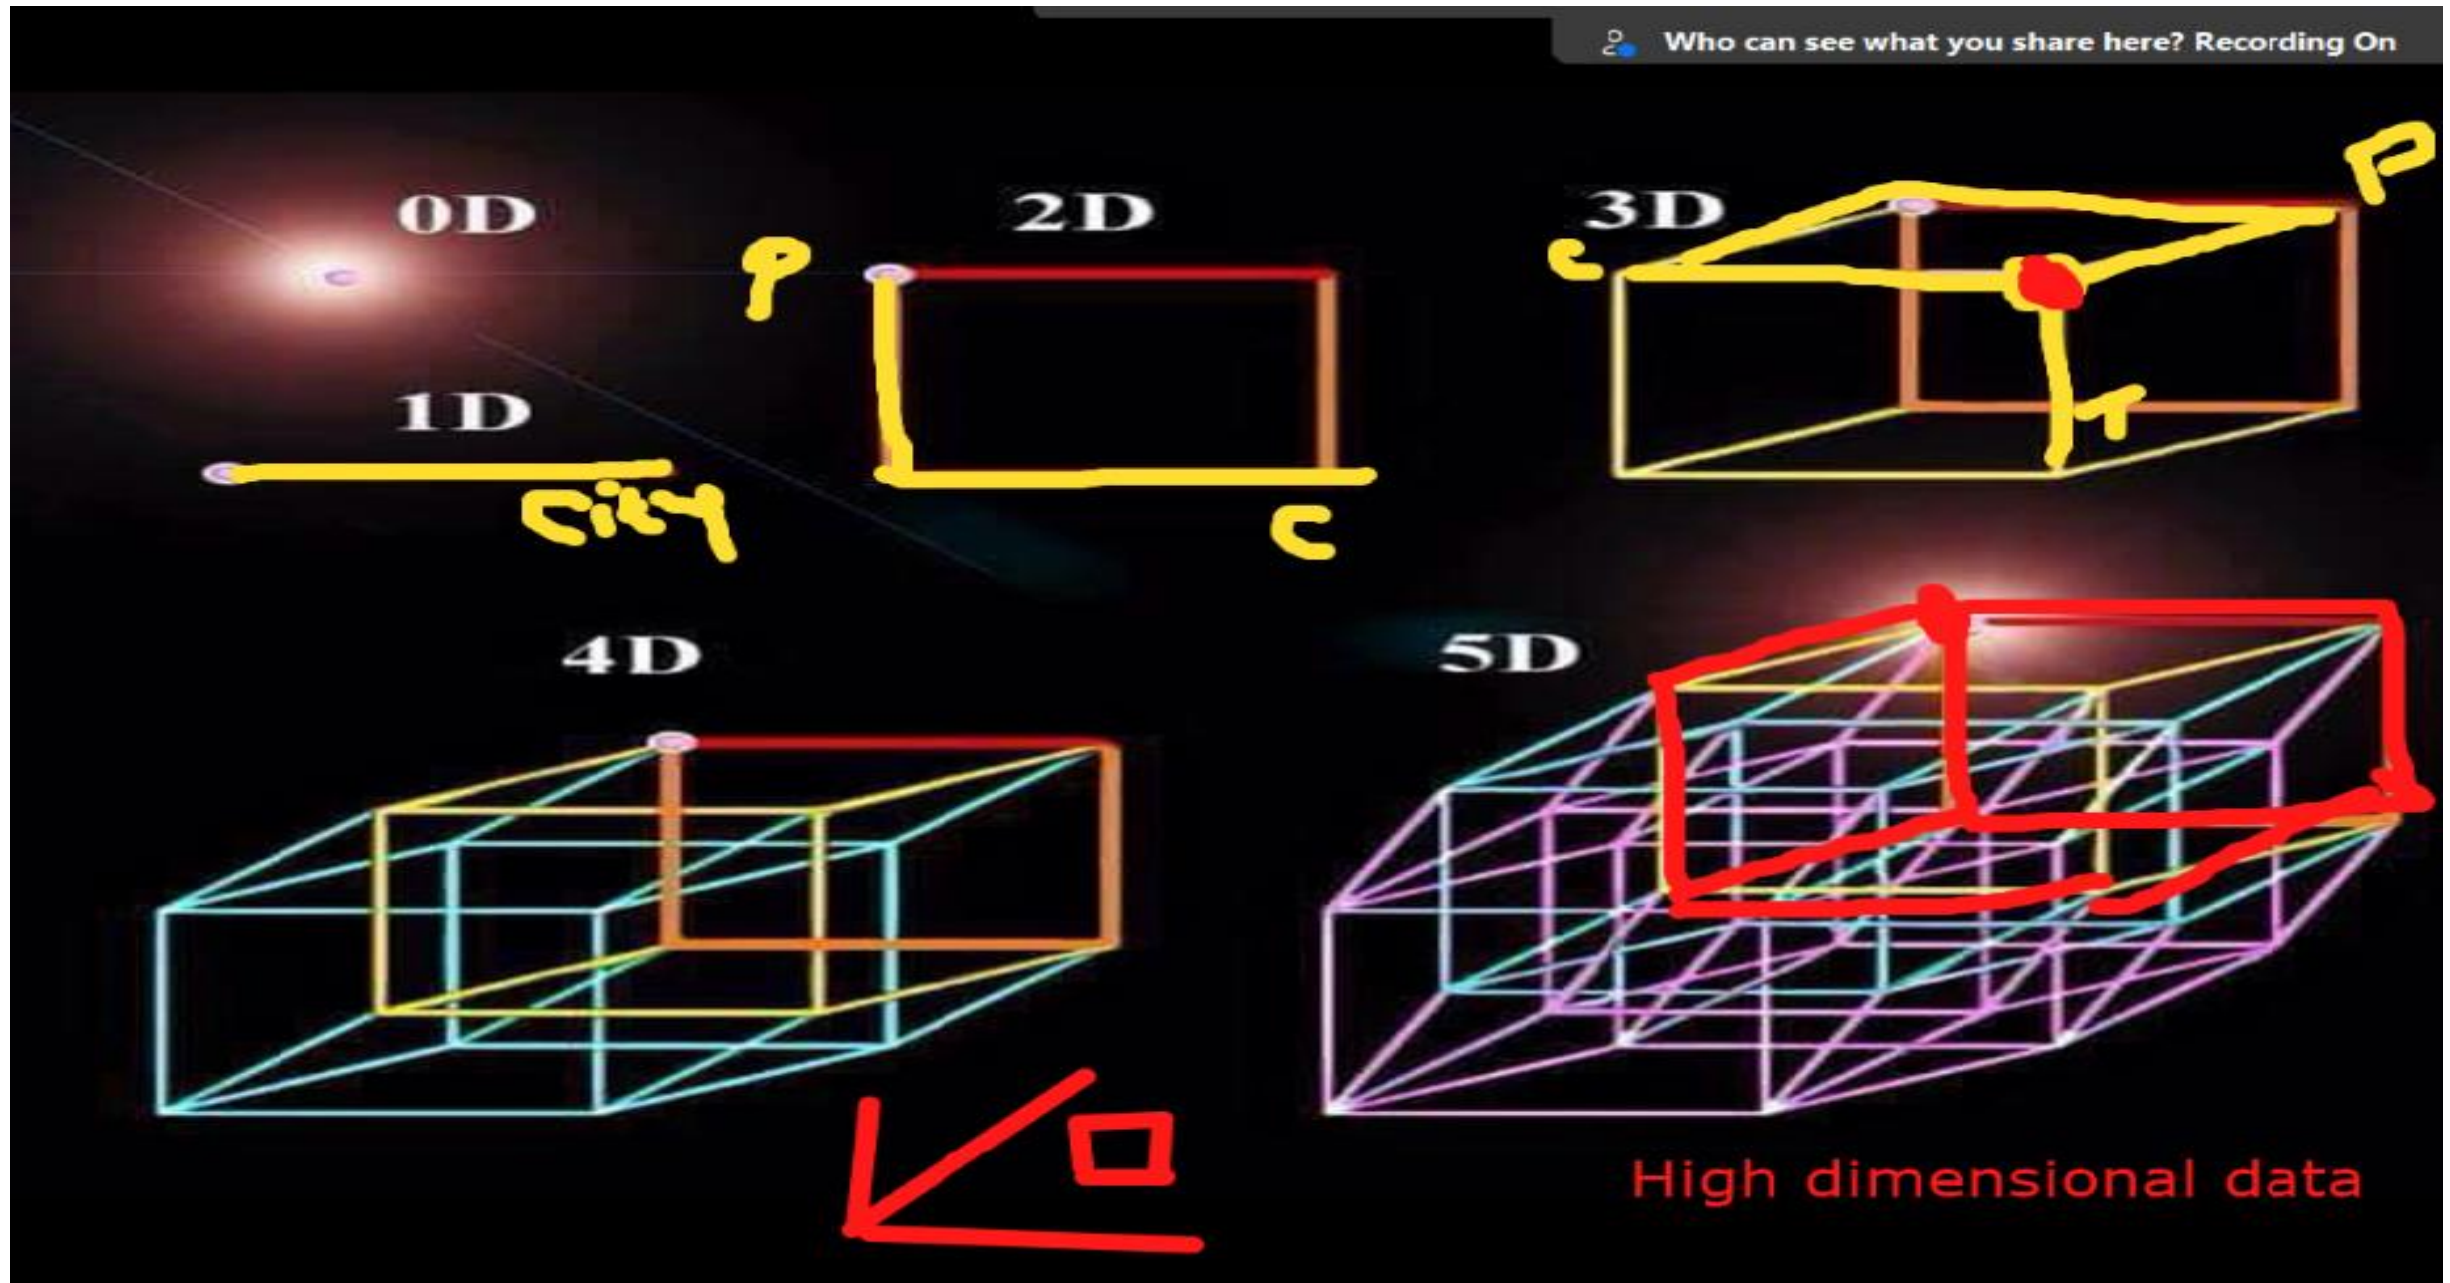 Who can see what you share here? Recording On
0D
2D
3D
P
P
C
1D
T
City
C
4D
5D
High dimensional data